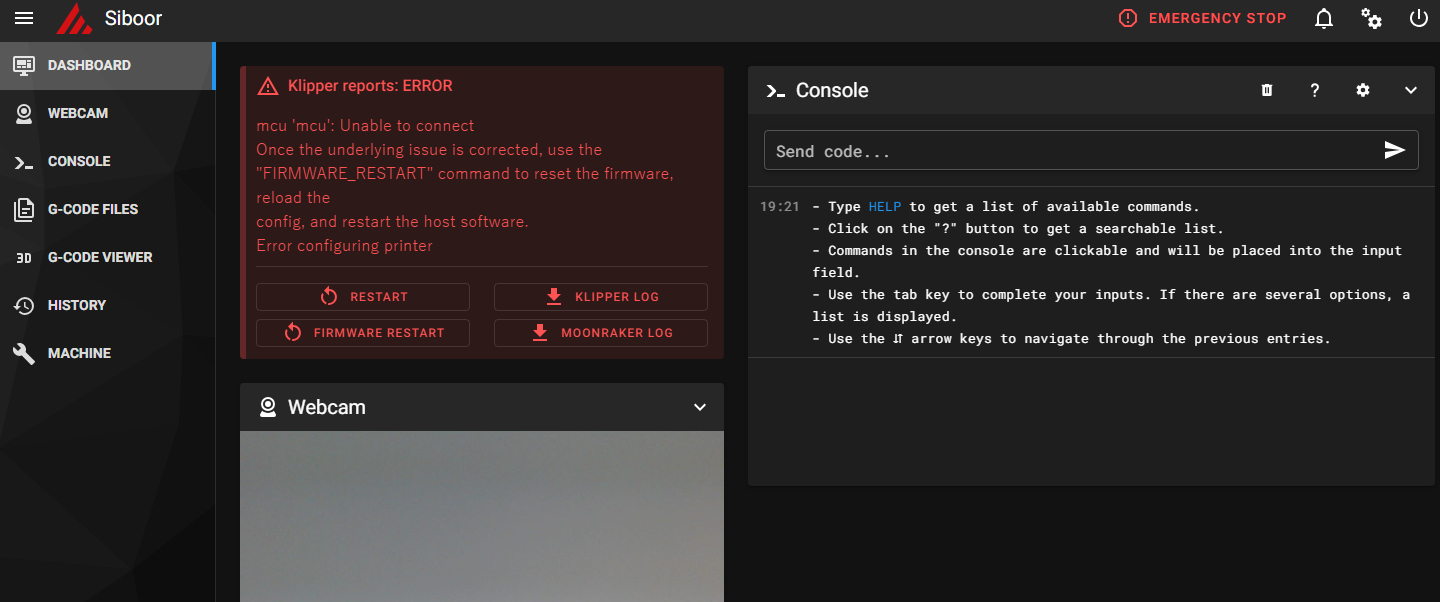 Siboor
EMERGENCY STOP
DASHBOARD
WEBCAM
CONSOLE
G-CODE FILES
3D
G-CODE VIEWER
HISTORY
MACHINE
Klipper reports: ERROR
mcu 'mcu': Unable to connect
Once the underlying issue is corrected, use the
"FIRMWARE_RESTART" command to reset the firmware,
reload the
config, and restart the host software.
Error configuring printer
RESTART
KLIPPER LOG
FIRMWARE RESTART
MOONRAKER LOG
Webcam
Console
?
Send code...
19:21 - Type HELP to get a list of available commands.
- Click on the "?" button to get a searchable list.
- Commands in the console are clickable and will be placed into the input
field.
- Use the tab key to complete your inputs. If there are several options, a
list is displayed.
- Use the ⇵ arrow keys to navigate through the previous entries.